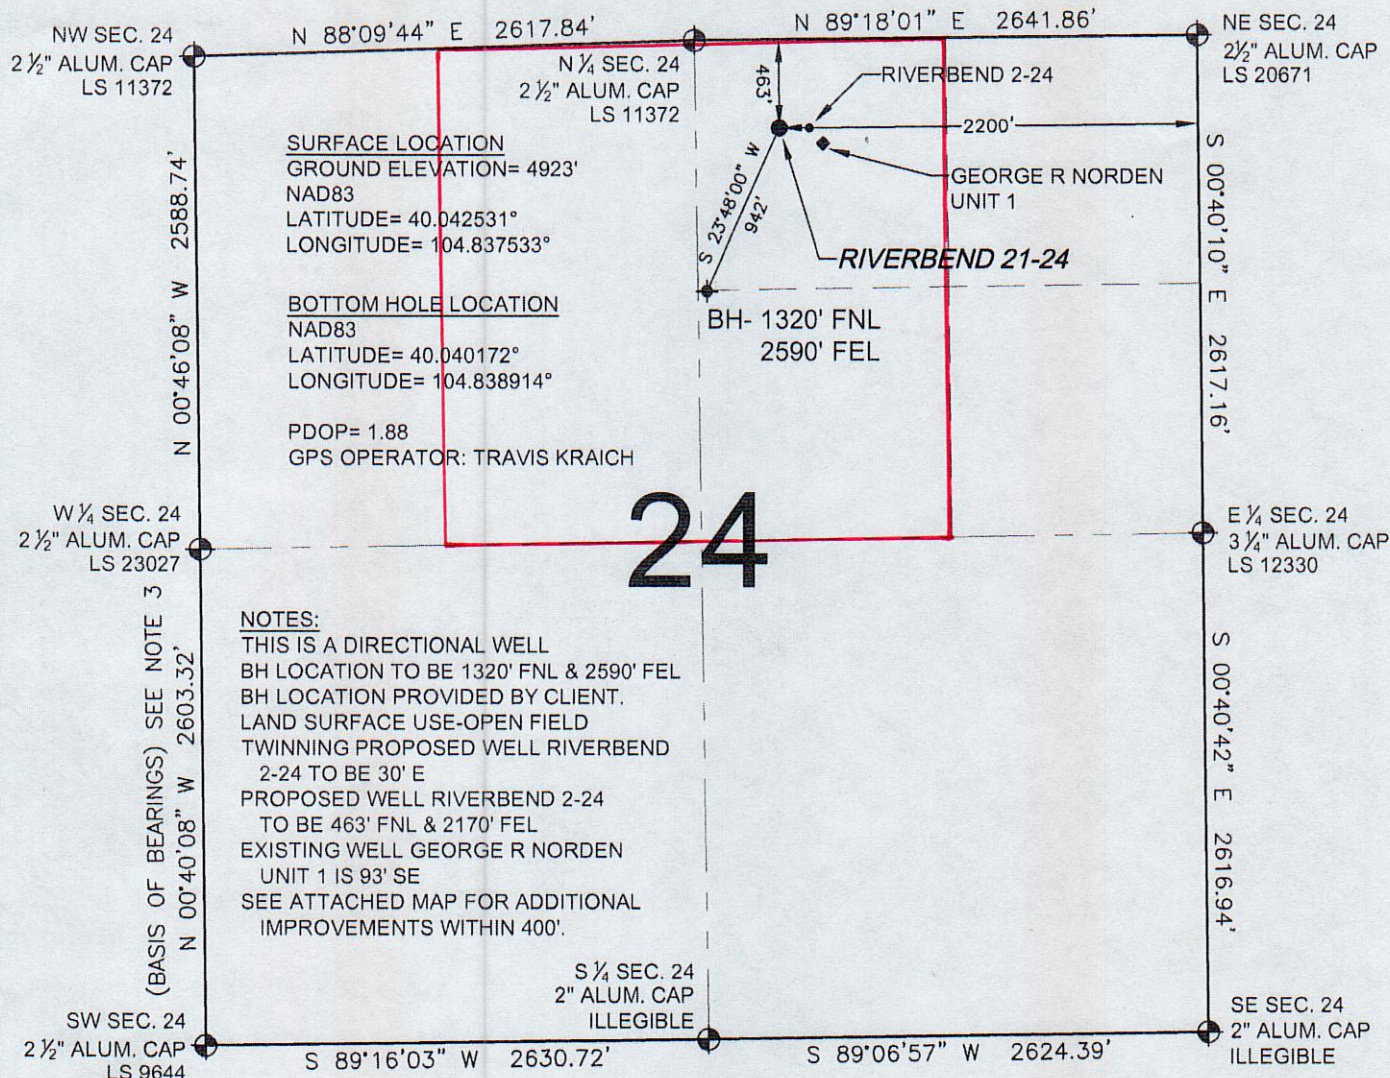 N 88°09'44" E 2617.84'
N 89°18'01" E 2641.86'
NW SEC. 24
2 ½" ALUM. CAP
LS 11372
N ¼ SEC. 24
2 ½" ALUM. CAP
LS 11372
NE SEC. 24
2½" ALUM. CAP
LS 20671
463'
RIVERBEND 2-24
2200'
GEORGE R NORDEN
UNIT 1
RIVERBEND 21-24
S 23°48'00" W
942'
BH- 1320' FNL
2590' FEL
SURFACE LOCATION
GROUND ELEVATION= 4923'
NAD83
LATITUDE= 40.042531°
LONGITUDE= 104.837533°
BOTTOM HOLE LOCATION
NAD83
LATITUDE= 40.040172°
LONGITUDE= 104.838914°
PDOP= 1.88
GPS OPERATOR: TRAVIS KRAICH
N 00°46'08" W 2588.74'
S 00°40'10" E 2617.16'
W ¼ SEC. 24
2 ½" ALUM. CAP
LS 23027
24
E ¼ SEC. 24
3 ¼" ALUM. CAP
LS 12330
(BASIS OF BEARINGS) SEE NOTE 3
N 00°40'08" W 2603.32'
NOTES:
THIS IS A DIRECTIONAL WELL
BH LOCATION TO BE 1320' FNL & 2590' FEL
BH LOCATION PROVIDED BY CLIENT.
LAND SURFACE USE-OPEN FIELD
TWINNING PROPOSED WELL RIVERBEND
2-24 TO BE 30' E
PROPOSED WELL RIVERBEND 2-24
TO BE 463' FNL & 2170' FEL
EXISTING WELL GEORGE R NORDEN
UNIT 1 IS 93' SE
SEE ATTACHED MAP FOR ADDITIONAL
IMPROVEMENTS WITHIN 400'.
S 00°40'42" E 2616.94'
SW SEC. 24
2 ½" ALUM. CAP
LS 9644
S ¼ SEC. 24
2" ALUM. CAP
ILLEGIBLE
SE SEC. 24
2" ALUM. CAP
ILLEGIBLE
S 89°16'03" W 2630.72'
S 89°06'57" W 2624.39'